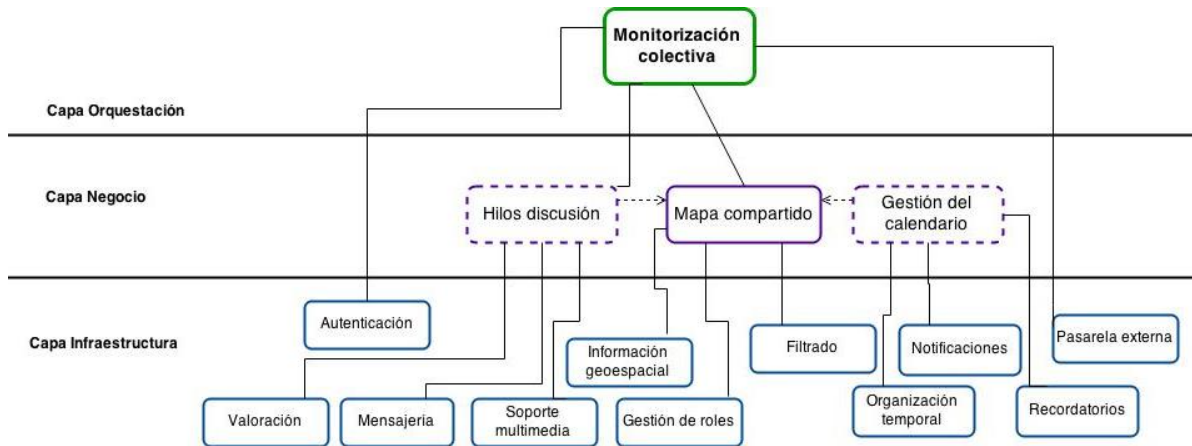 Monitorización
colectiva
Capa Orquestación
Capa Negocio
Hilos discusión
Mapa compartido
Gestión del
calendario
Capa Infraestructura
Autenticación
Información
geoespacial
Filtrado
Notificaciones
Pasarela externa
Valoración
Mensajería
Soporte
multimedia
Gestión de roles
Organización
temporal
Recordatorios